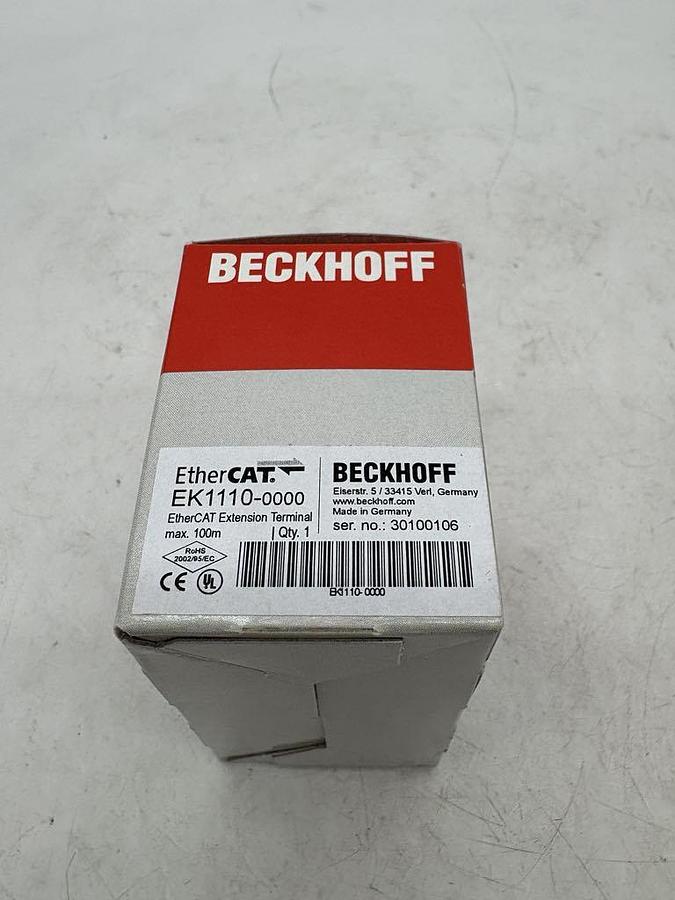 BECKHOFF
EtherCAT.
EK1110-0000
EtherCAT Extension Terminal
max. 100m | Qty. 1
BECKHOFF
Eiserstr. 5 / 33415 Verl, Germany
www.beckhoff.com
Made in Germany
ser. no.: 30100106
RoHS
2002/95/EC
CE UL
EK1110-0000